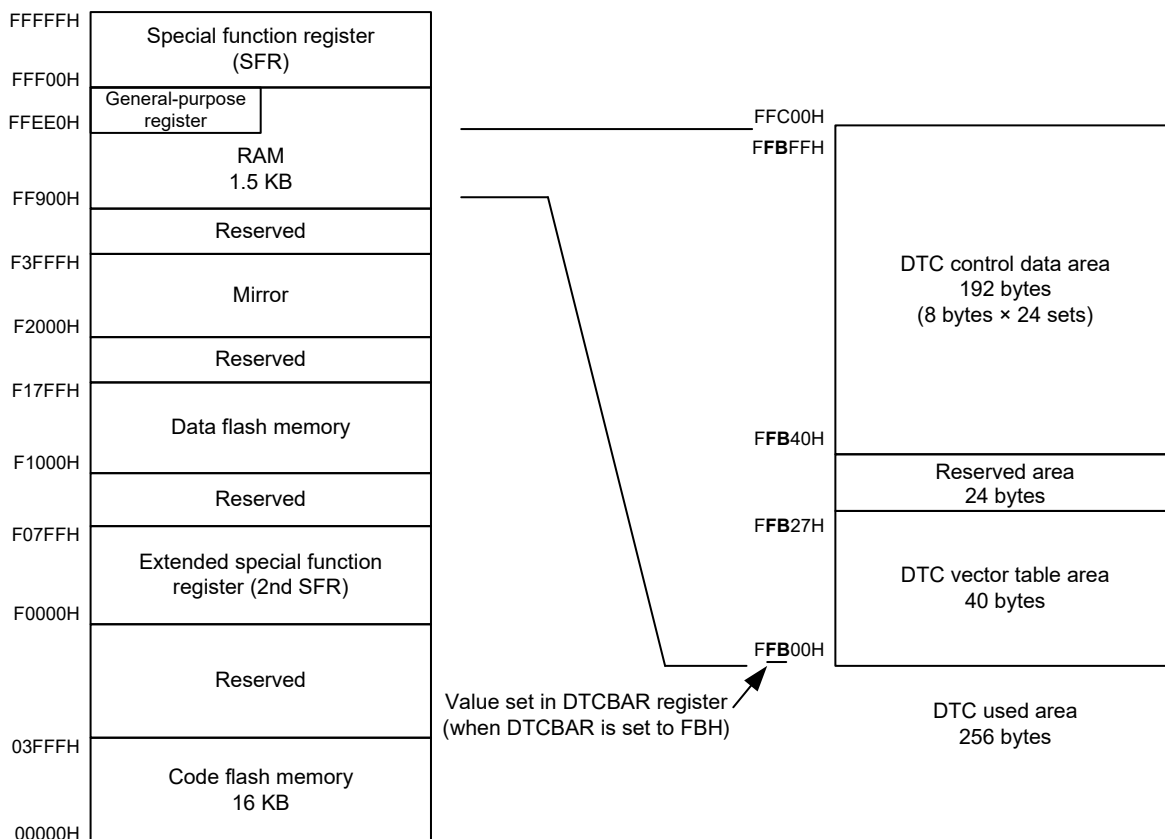 FFFFFH
Special function register
(SFR)
FFF00H
General-purpose
register
FFEE0H
RAM
1.5 KB
FF900H
Reserved
F3FFFH
Mirror
F2000H
Reserved
F17FFH
Data flash memory
F1000H
Reserved
F07FFH
Extended special function
register (2nd SFR)
F0000H
Reserved
03FFFH
Code flash memory
16 KB
00000H
FFC00H
FFBFFH
DTC control data area
192 bytes
(8 bytes × 24 sets)
FFB40H
Reserved area
24 bytes
FFB27H
DTC vector table area
40 bytes
FFB00H
Value set in DTCBAR register
(when DTCBAR is set to FBH)
DTC used area
256 bytes